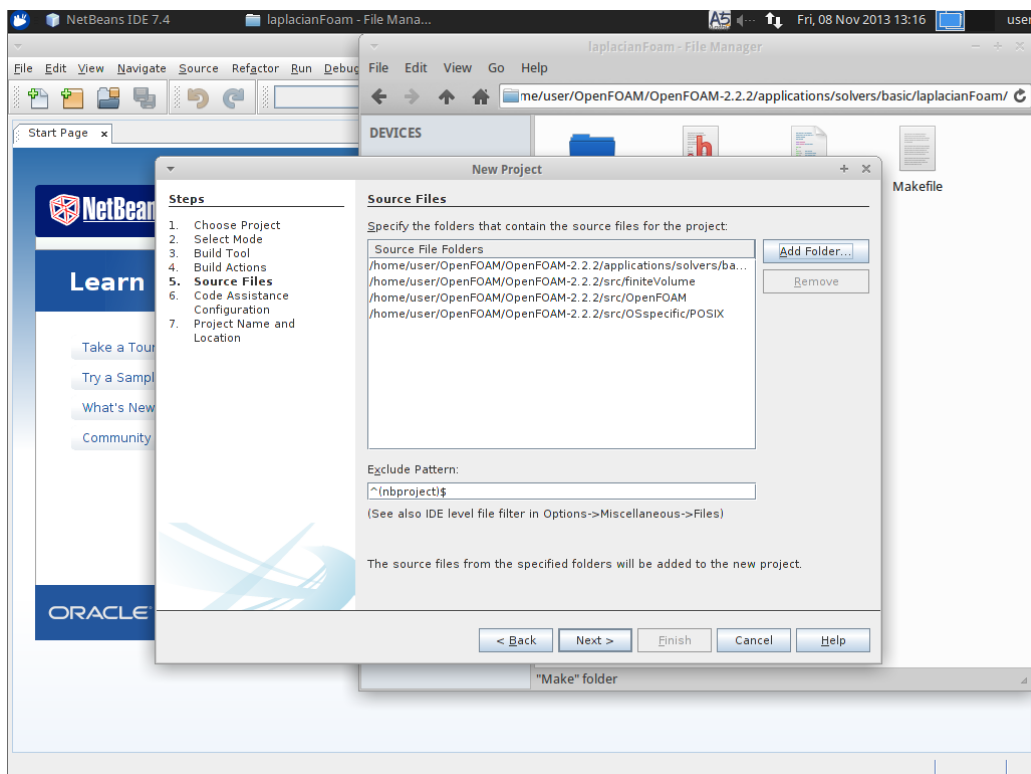 NetBeans IDE 7.4
laplacianFoam - File Mana...
Fri, 08 Nov 2013 13:16
user
File Edit View Navigate Source Refactor Run Debug
laplacianFoam - File Manager
File Edit View Go Help
me/user/OpenFOAM/OpenFOAM-2.2.2/applications/solvers/basic/laplacianFoam/
Start Page x
DEVICES
h
Makefile
NetBean
Learn
Take a Tour
Try a Sampl
What's New
Community
ORACLE
New Project
Steps
1. Choose Project
2. Select Mode
3. Build Tool
4. Build Actions
5. Source Files
6. Code Assistance
Configuration
7. Project Name and
Location
Source Files
Specify the folders that contain the source files for the project:
Source File Folders
/home/user/OpenFOAM/OpenFOAM-2.2.2/applications/solvers/ba...
/home/user/OpenFOAM/OpenFOAM-2.2.2/src/finiteVolume
/home/user/OpenFOAM/OpenFOAM-2.2.2/src/OpenFOAM
/home/user/OpenFOAM/OpenFOAM-2.2.2/src/OSspecific/POSIX
Add Folder...
Remove
Exclude Pattern:
^(nbproject)$
(See also IDE level file filter in Options->Miscellaneous->Files)
The source files from the specified folders will be added to the new project.
< Back
Next >
Finish
Cancel
Help
"Make" folder